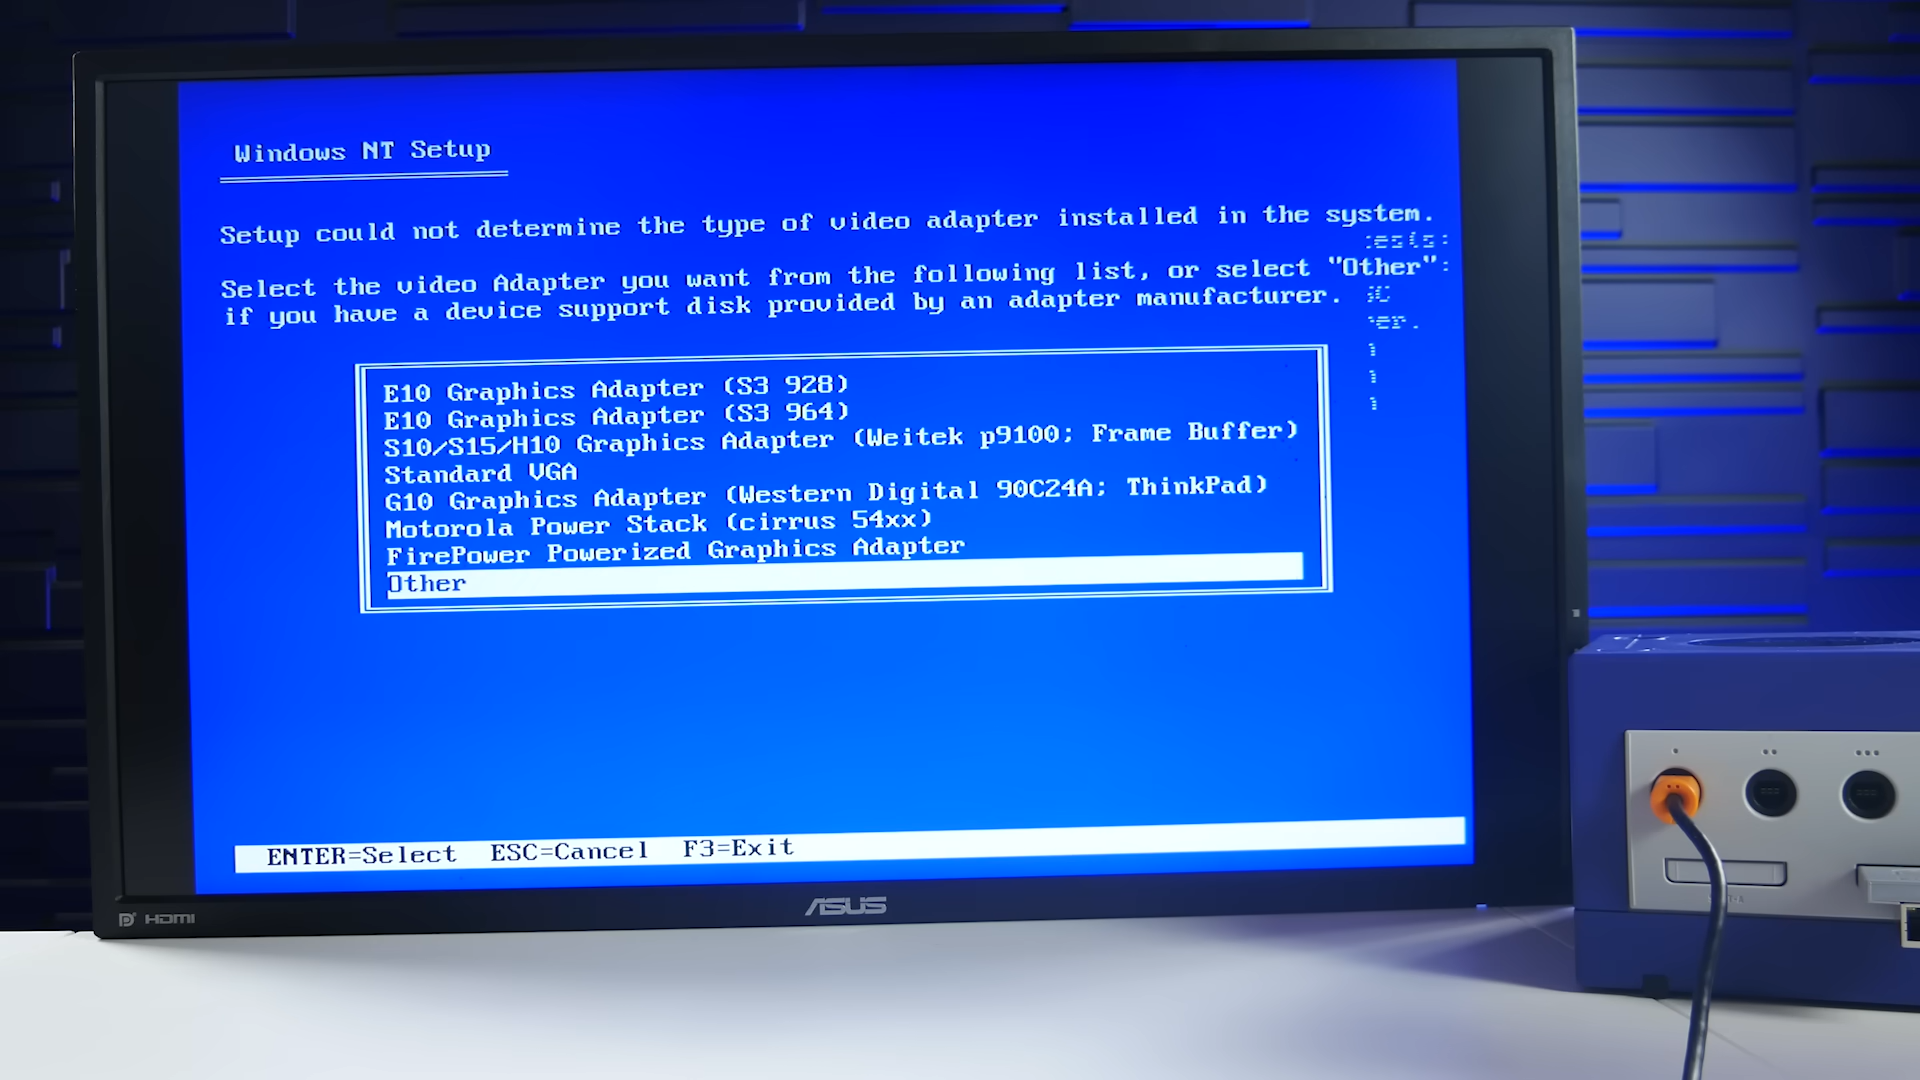 Windows NT Setup
Setup could not determine the type of video adapter installed in the system.
Select the video Adapter you want from the following list, or select "Other":
if you have a device support disk provided by an adapter manufacturer.
er.
E10 Graphics Adapter (S3 928)
E10 Graphics Adapter (S3 964)
S10/S15/H10 Graphics Adapter (Weitek p9100; Frame Buffer)
Standard VGA
G10 Graphics Adapter (Western Digital 90C24A; ThinkPad)
Motorola Power Stack (cirrus 54xx)
FirePower Powerized Graphics Adapter
Other
ENTER=Select ESC=Cancel F3=Exit
HDMI
ASUS